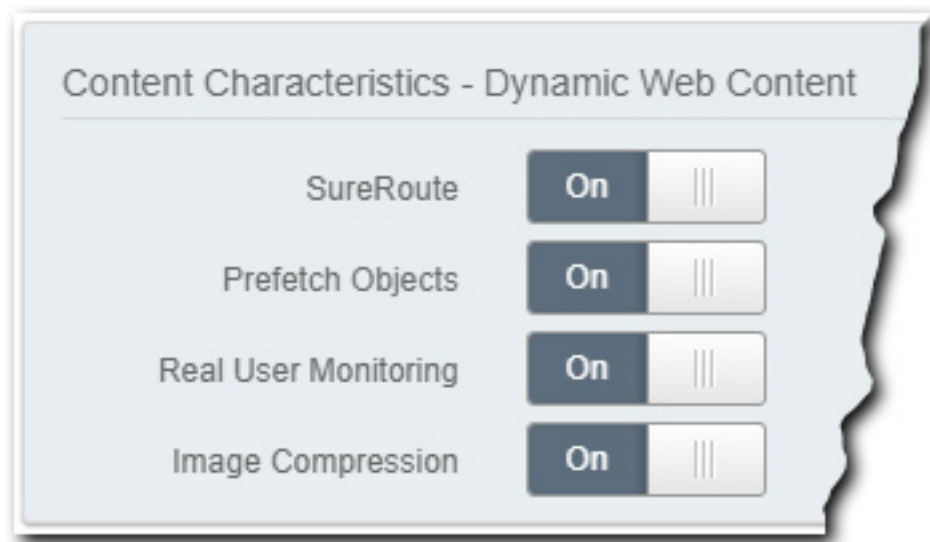 Content Characteristics - Dynamic Web Content
SureRoute On
Prefetch Objects On
Real User Monitoring On
Image Compression On